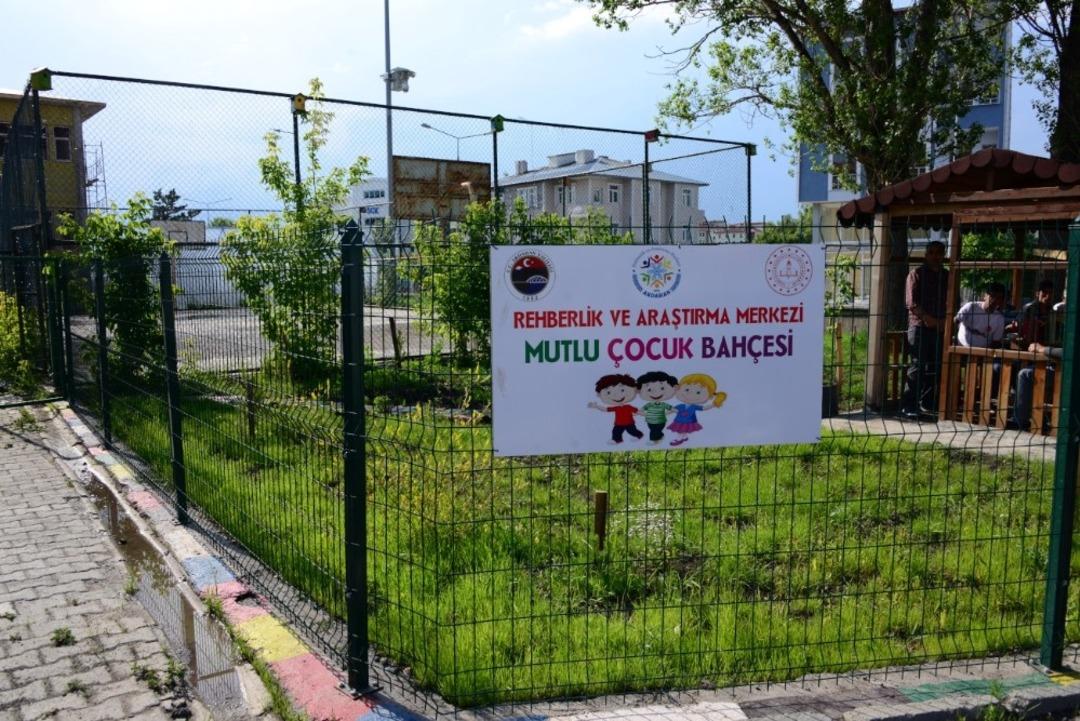 REHBERLİK VE ARAŞTIRMA MERKEZİ
MUTLU ÇOCUK BAHÇESİ